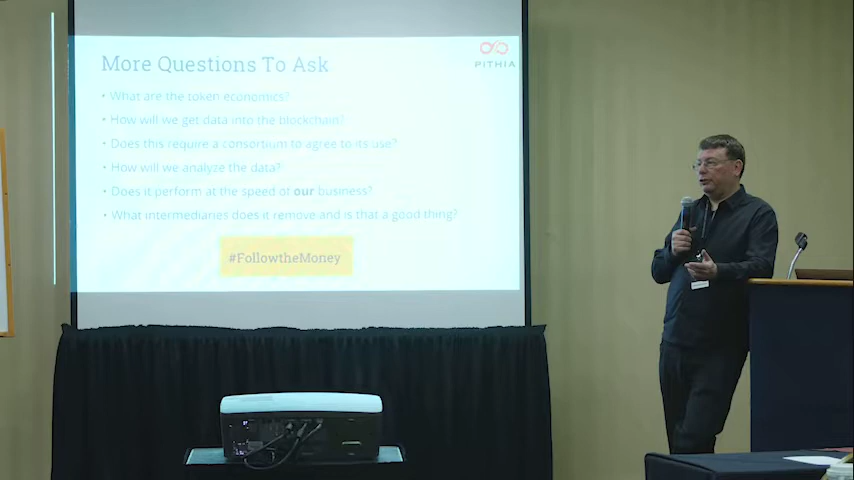 More Questions To Ask
PITHIA
• What are the token economics?
• How will we get data into the blockchain?
• Does this require a consortium to agree to its use?
• How will we analyze the data?
• Does it perform at the speed of our business?
• What intermediaries does it remove and is that a good thing?
#FollowtheMoney